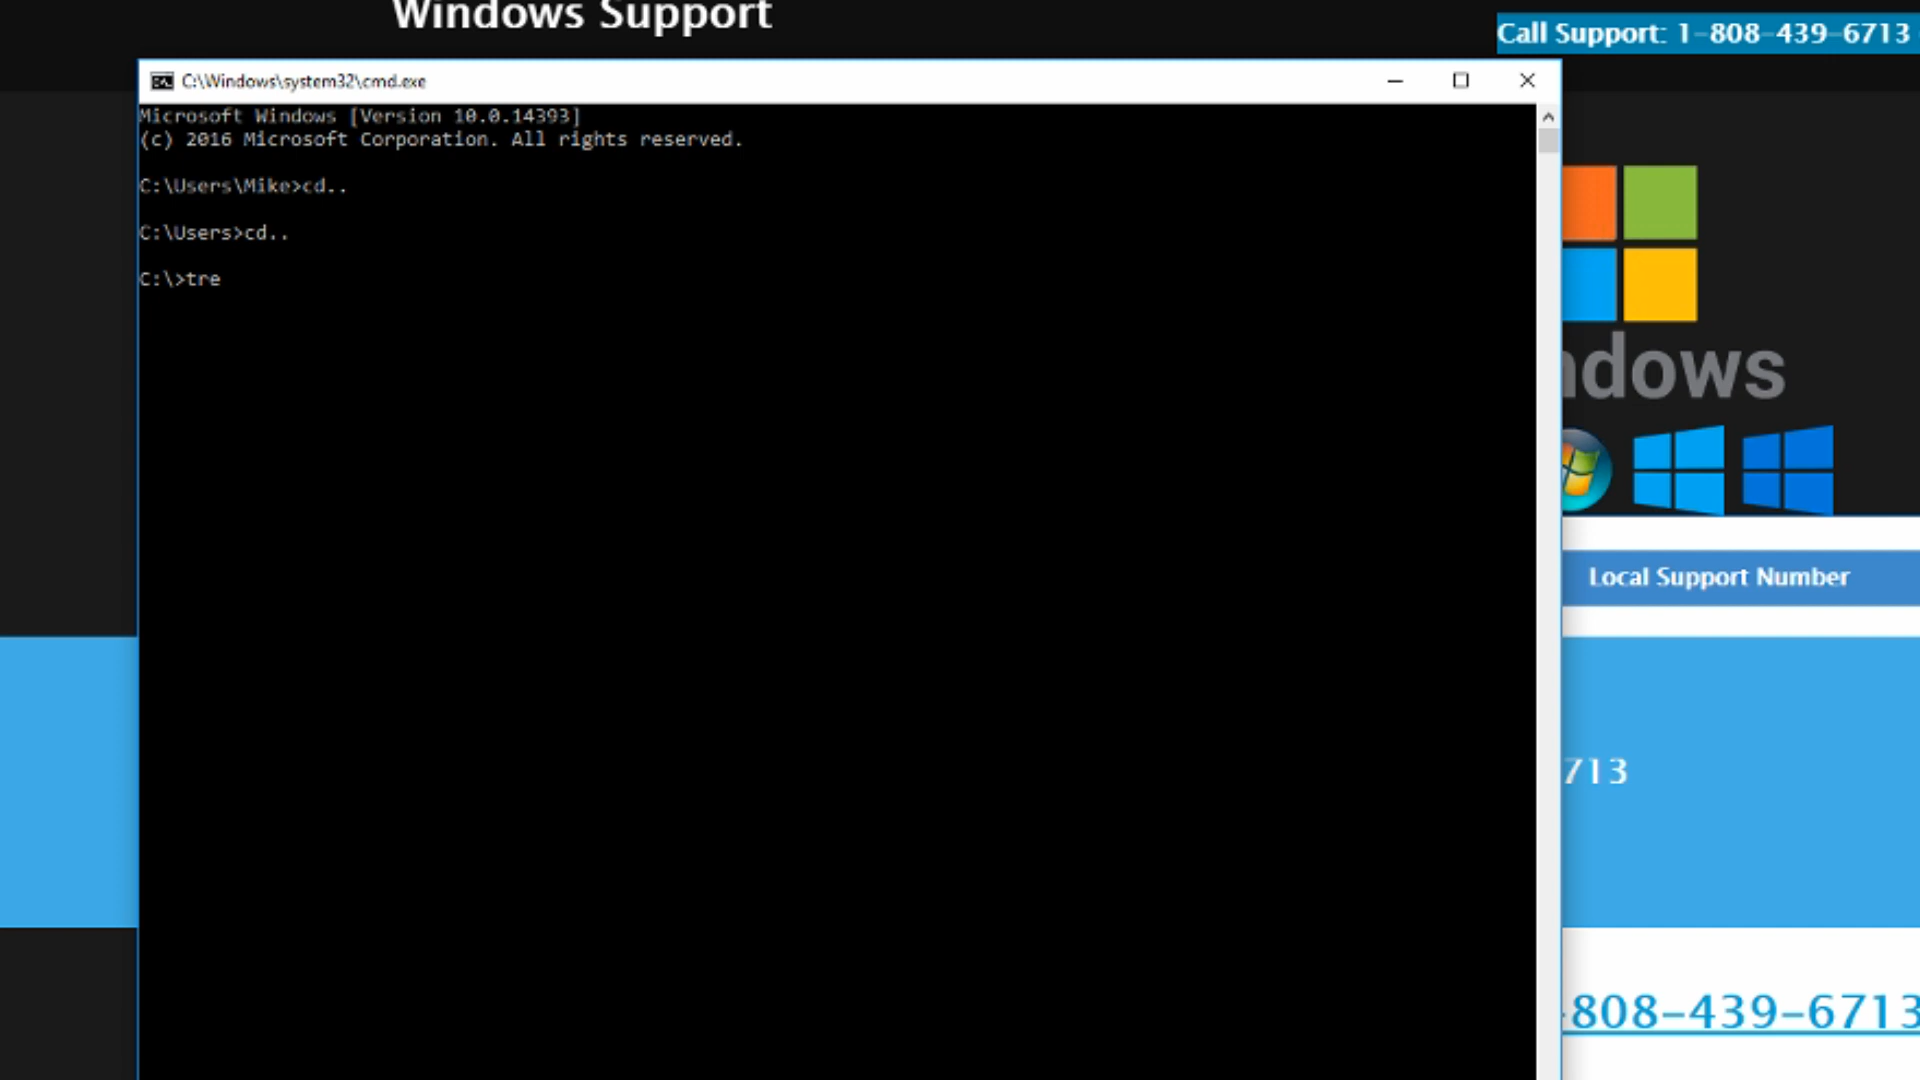 Windows Support
Call Support: 1-808-439-6713
C:\Windows\system32\cmd.exe
Microsoft Windows [Version 10.0.14393]
(c) 2016 Microsoft Corporation. All rights reserved.
C:\Users\Mike>cd..
C:\Users>cd..
C:\>tre
ndows
Local Support Number
713
-808-439-6713